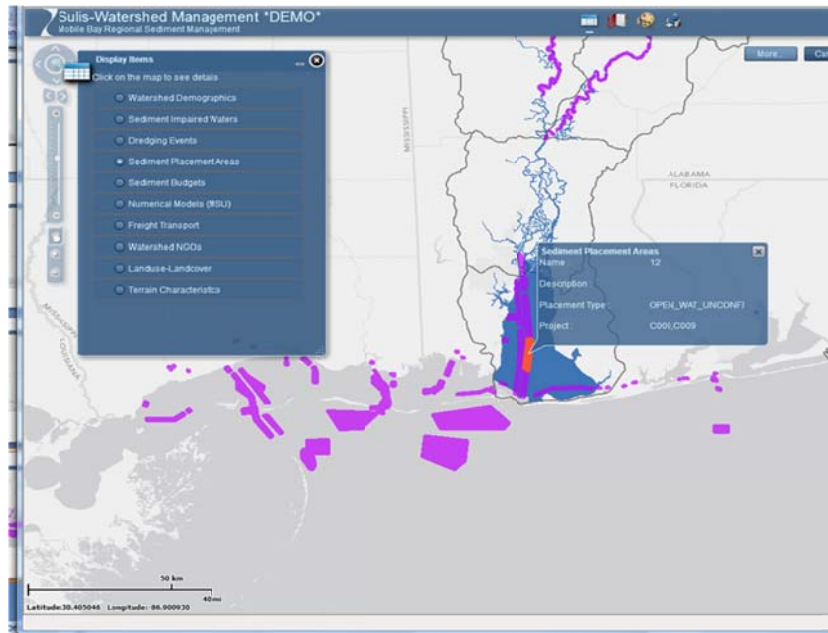 Sulis-Watershed Management *DEMO*
Mobile Bay Regional Sediment Management
More...
Display Items
Click on the map to see details
Watershed Demographics
Sediment Impaired Waters
Dredging Events
Sediment Placement Areas
Sediment Budgets
Numerical Models (MSU)
Freight Transport
Watershed NGOs
Landuse-Landcover
Terrain Characteristics
MISSISSIPPI
ALABAMA
FLORIDA
Sediment Placement Areas
Name 12
Description
Placement Type : OPEN_WAT_UNCONFI
Project :
MISSISSIPPI
LOUISIANA
50 km
40mi
Latitude:30.405046 Longitude:-86.900930